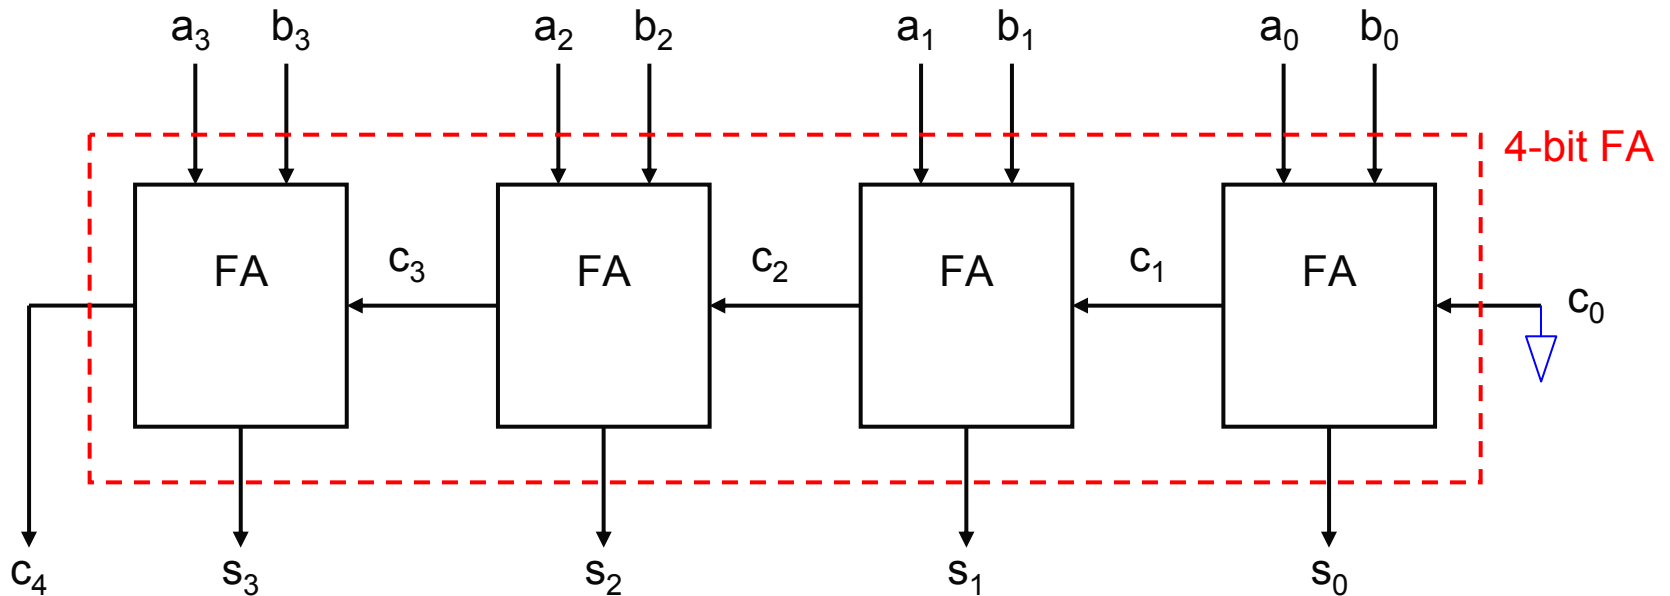 a₃ b₃ a₂ b₂ a₁ b₁ a₀ b₀
4-bit FA
FA c₃ FA c₂ FA c₁ FA c₀
c₄ s₃ s₂ s₁ s₀